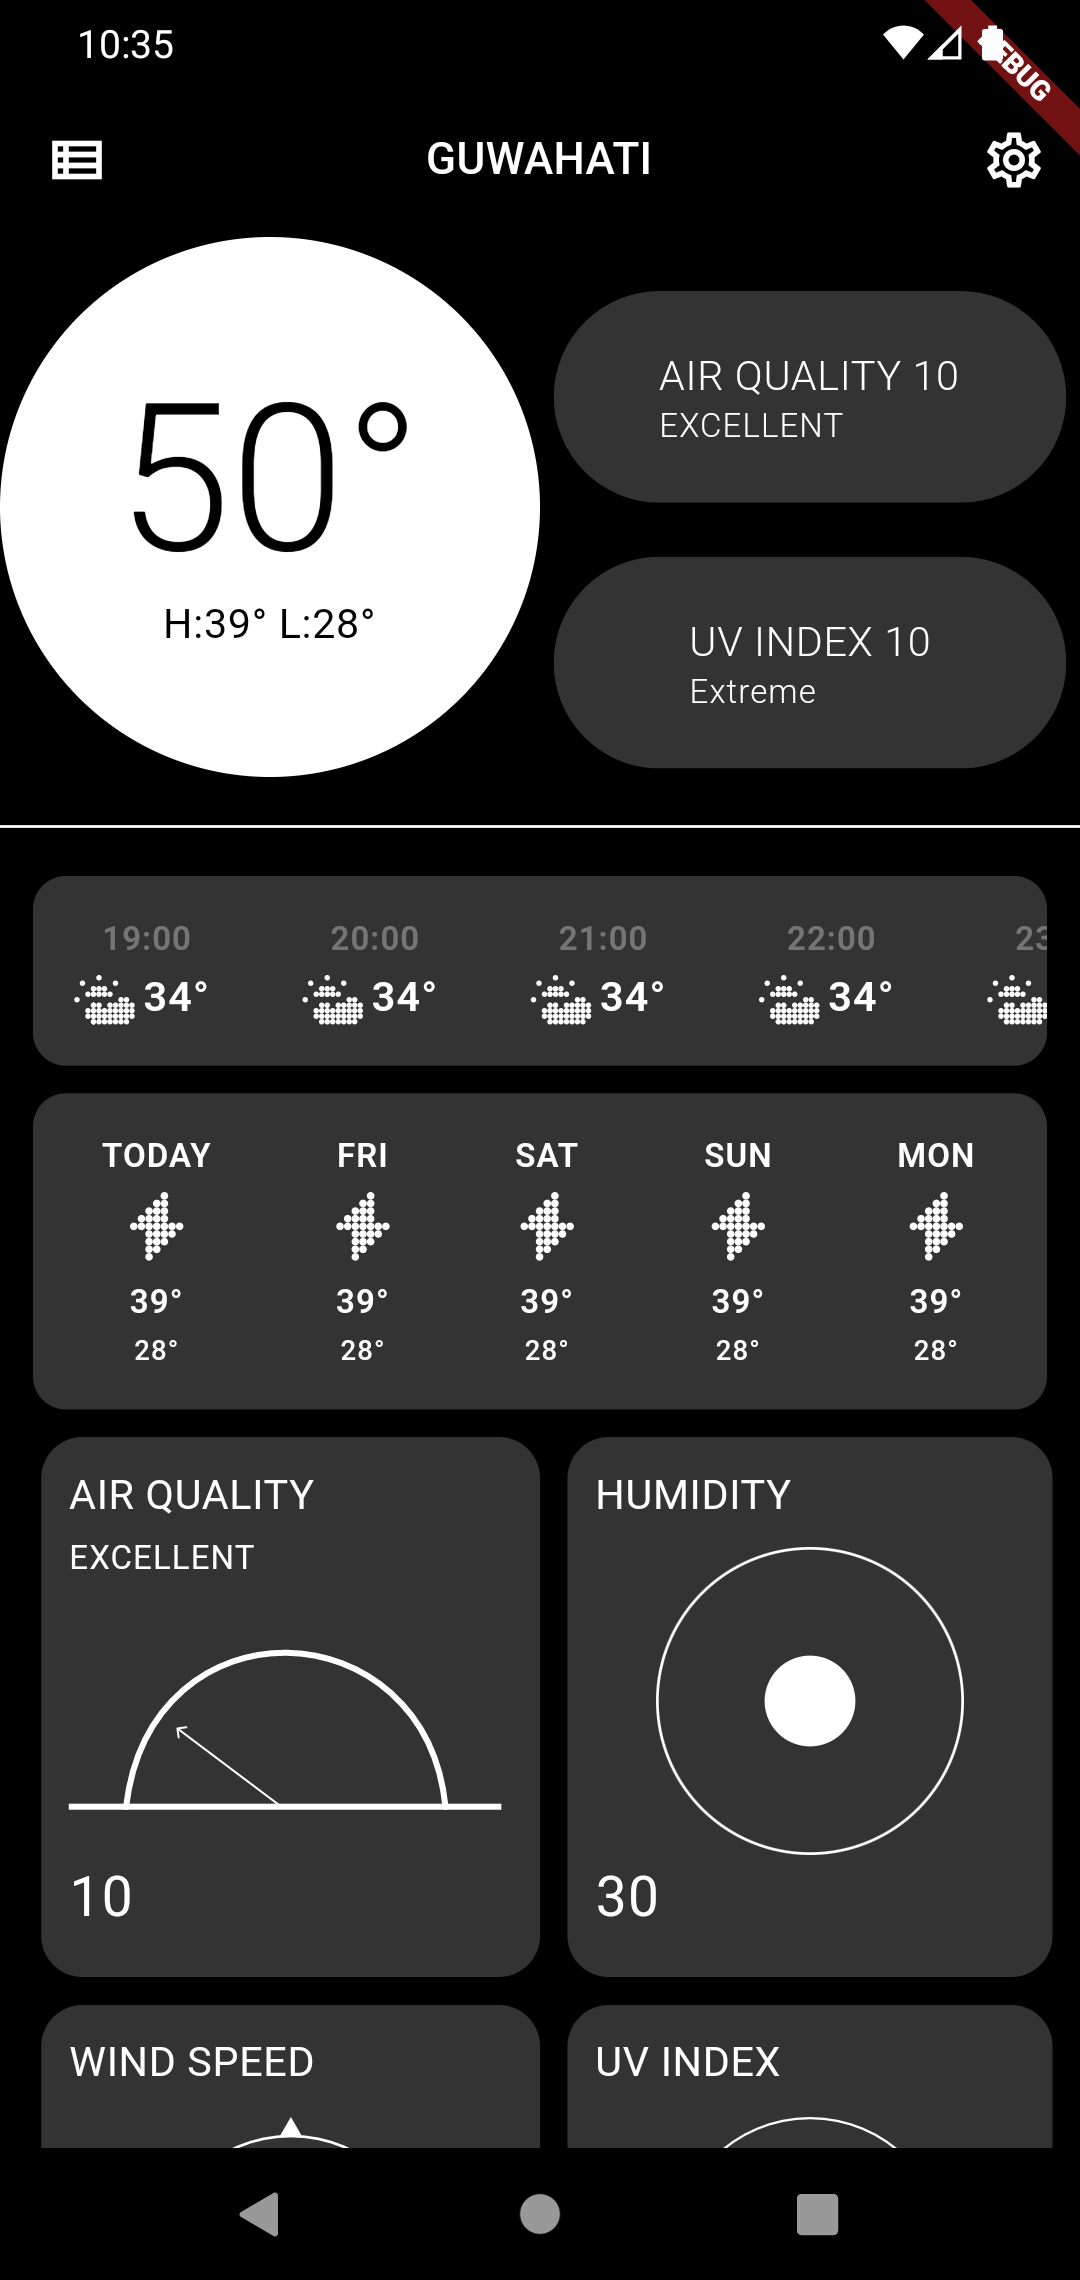 10:35
GUWAHATI
50°
H:39° L:28°
AIR QUALITY 10
EXCELLENT
UV INDEX 10
Extreme
19:00 20:00 21:00 22:00 23
34° 34° 34° 34°
TODAY FRI SAT SUN MON
39° 39° 39° 39° 39°
28° 28° 28° 28° 28°
AIR QUALITY
EXCELLENT
10
HUMIDITY
30
WIND SPEED
UV INDEX